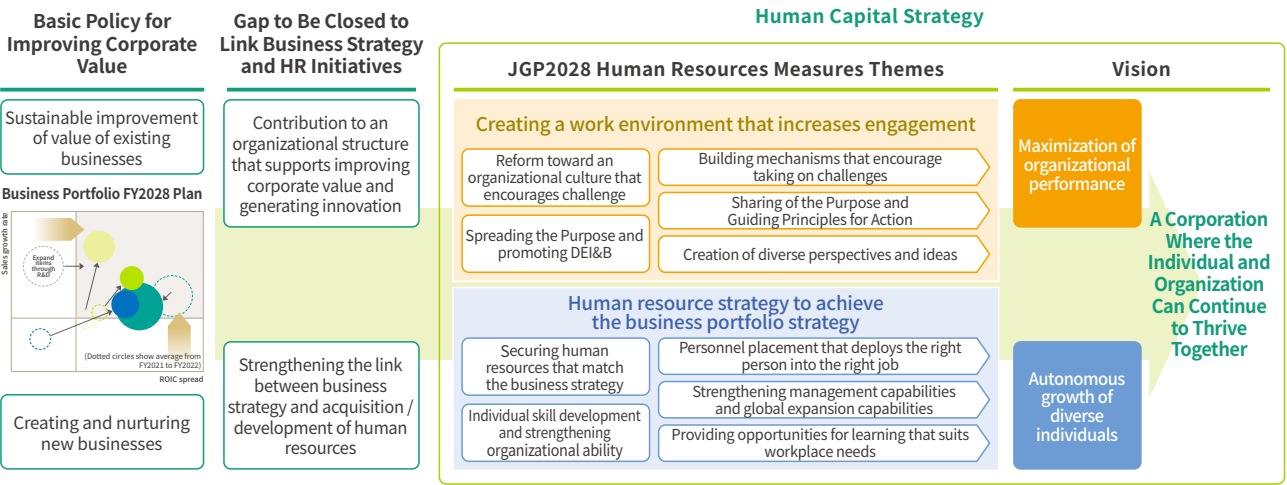 Basic Policy for
Improving Corporate
Value
Sustainable improvement
of value of existing
businesses
Business Portfolio FY2028 Plan
Sales growth rate
Expand
items
through
R&D
(Dotted circles show average from
FY2021 to FY2022)
ROIC spread
Creating and nurturing
new businesses
Gap to Be Closed to
Link Business Strategy
and HR Initiatives
Contribution to an
organizational structure
that supports improving
corporate value and
generating innovation
Strengthening the link
between business
strategy and acquisition /
development of human
resources
Human Capital Strategy
JGP2028 Human Resources Measures Themes
Creating a work environment that increases engagement
Reform toward an
organizational culture that
encourages challenge
Spreading the Purpose and
promoting DEI&B
Building mechanisms that encourage
taking on challenges
Sharing of the Purpose and
Guiding Principles for Action
Creation of diverse perspectives and ideas
Human resource strategy to achieve
the business portfolio strategy
Securing human
resources that match
the business strategy
Individual skill development
and strengthening
organizational ability
Personnel placement that deploys the right
person into the right job
Strengthening management capabilities
and global expansion capabilities
Providing opportunities for learning that suits
workplace needs
Vision
Maximization of
organizational
performance
Autonomous
growth of
diverse
individuals
A Corporation
Where the
Individual and
Organization
Can Continue
to Thrive
Together